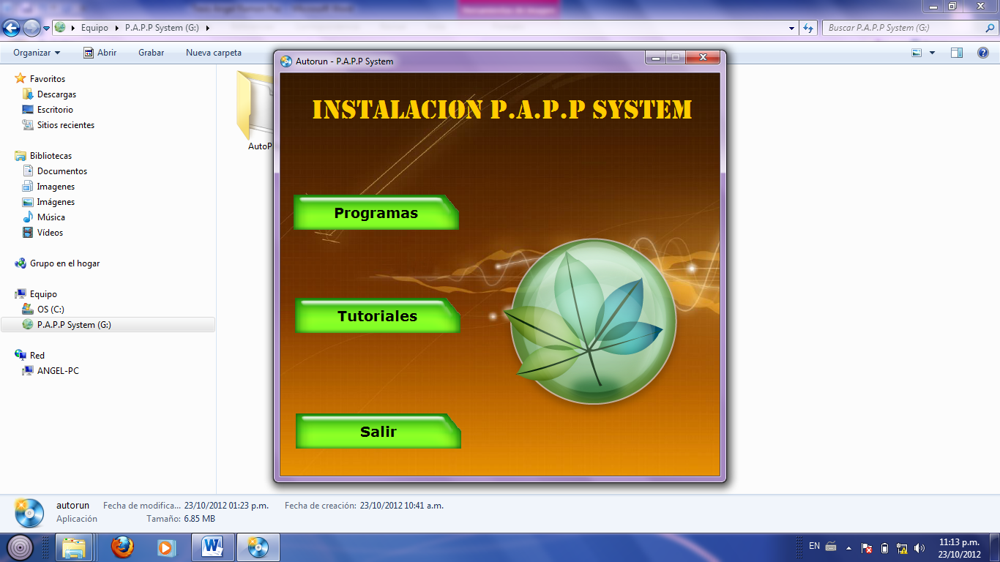 Equipo
P.A.P.P System (G:)
Buscar P.A.P.P System (G:)
Organizar
Abrir
Grabar
Nueva carpeta
Favoritos
Descargas
Escritorio
Sitios recientes
Bibliotecas
Documentos
Imagenes
Imágenes
Música
Vídeos
Grupo en el hogar
Equipo
OS (C:)
P.A.P.P System (G:)
Red
ANGEL-PC
AutoP
Autorun - P.A.P.P System
INSTALACION P.A.P.P SYSTEM
Programas
Tutoriales
Salir
autorun
Fecha de modifica... 23/10/2012 01:23 p.m.
Fecha de creación: 23/10/2012 10:41 a.m.
Aplicación
Tamaño: 6.85 MB
EN
11:13 p.m.
23/10/2012